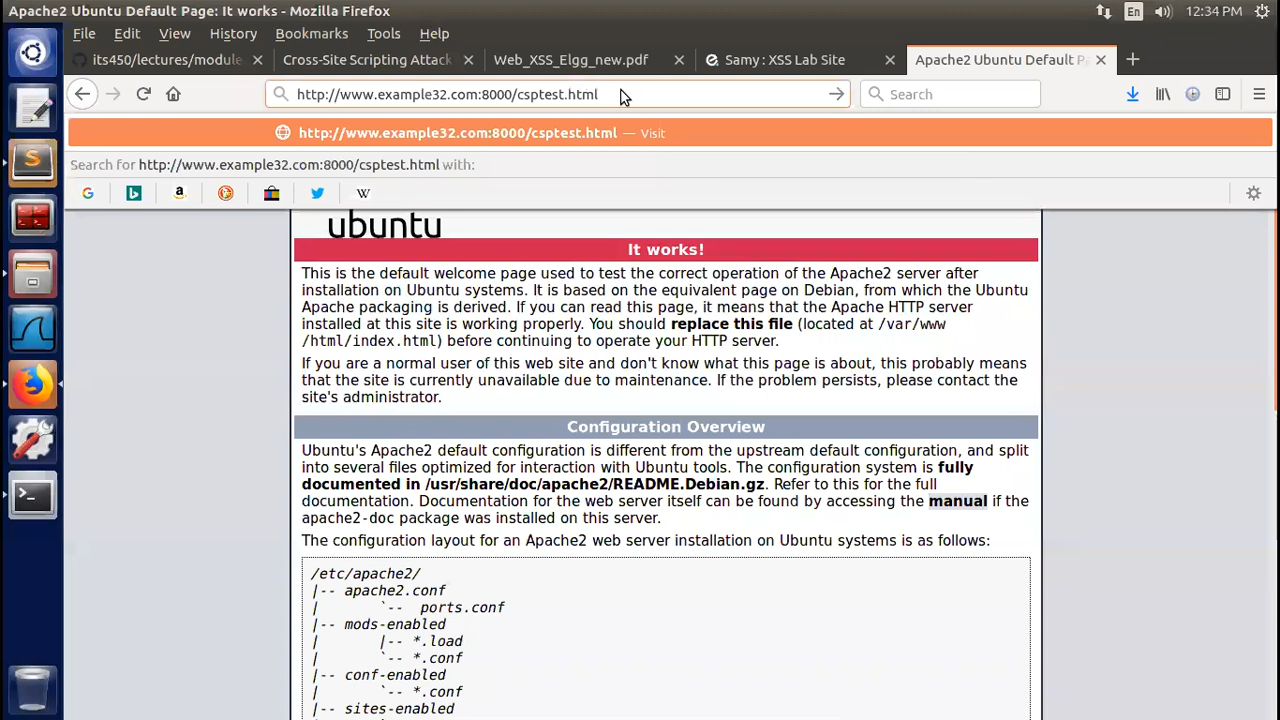 Apache2 Ubuntu Default Page: It works - Mozilla Firefox
En
12:34 PM
File Edit View History Bookmarks Tools Help
its450/lectures/module
Cross-Site Scripting Attack
Web_XSS_Elgg_new.pdf
Samy : XSS Lab Site
Apache2 Ubuntu Default Pa
http://www.example32.com:8000/csptest.html
Search
http://www.example32.com:8000/csptest.html — Visit
Search for http://www.example32.com:8000/csptest.html with:
ubuntu
It works!
This is the default welcome page used to test the correct operation of the Apache2 server after
installation on Ubuntu systems. It is based on the equivalent page on Debian, from which the Ubuntu
Apache packaging is derived. If you can read this page, it means that the Apache HTTP server
installed at this site is working properly. You should replace this file (located at /var/www
/html/index.html) before continuing to operate your HTTP server.
If you are a normal user of this web site and don't know what this page is about, this probably means
that the site is currently unavailable due to maintenance. If the problem persists, please contact the
site's administrator.
Configuration Overview
Ubuntu's Apache2 default configuration is different from the upstream default configuration, and split
into several files optimized for interaction with Ubuntu tools. The configuration system is fully
documented in /usr/share/doc/apache2/README.Debian.gz. Refer to this for the full
documentation. Documentation for the web server itself can be found by accessing the manual if the
apache2-doc package was installed on this server.
The configuration layout for an Apache2 web server installation on Ubuntu systems is as follows:
/etc/apache2/
|-- apache2.conf
|       `--  ports.conf
|-- mods-enabled
|       |-- *.load
|       `-- *.conf
|-- conf-enabled
|       `-- *.conf
|-- sites-enabled